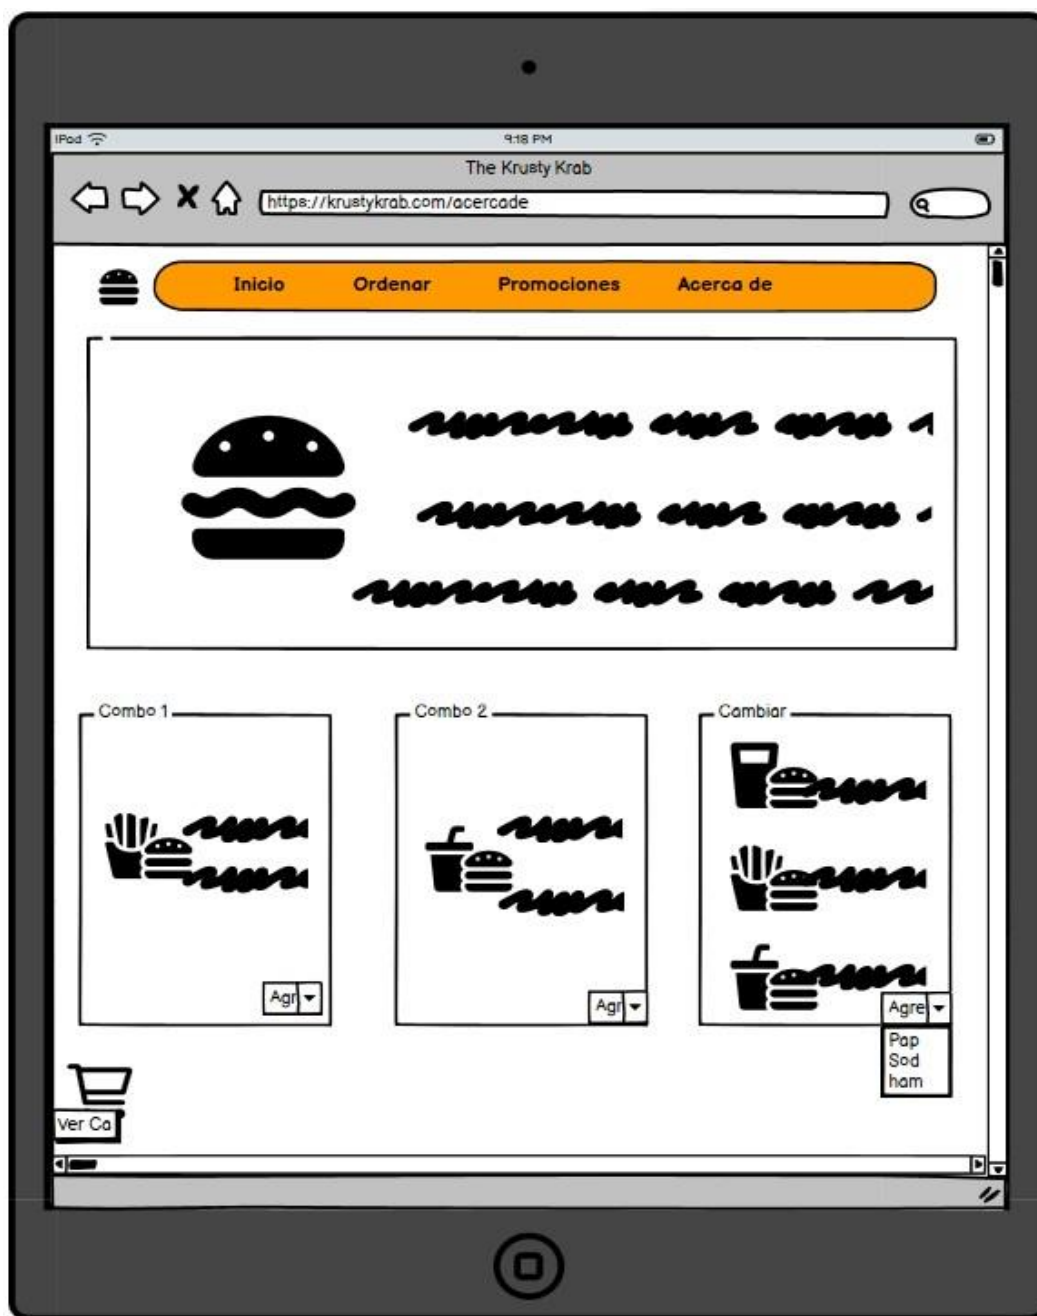 iPod 9:18 PM
The Krusty Krab
https://krustykrab.com/acercade
Inicio Ordenar Promociones Acerca de
Combo 1 Combo 2 Cambiar
Agr Agr Agre
Pap
Sod
ham
Ver Ca